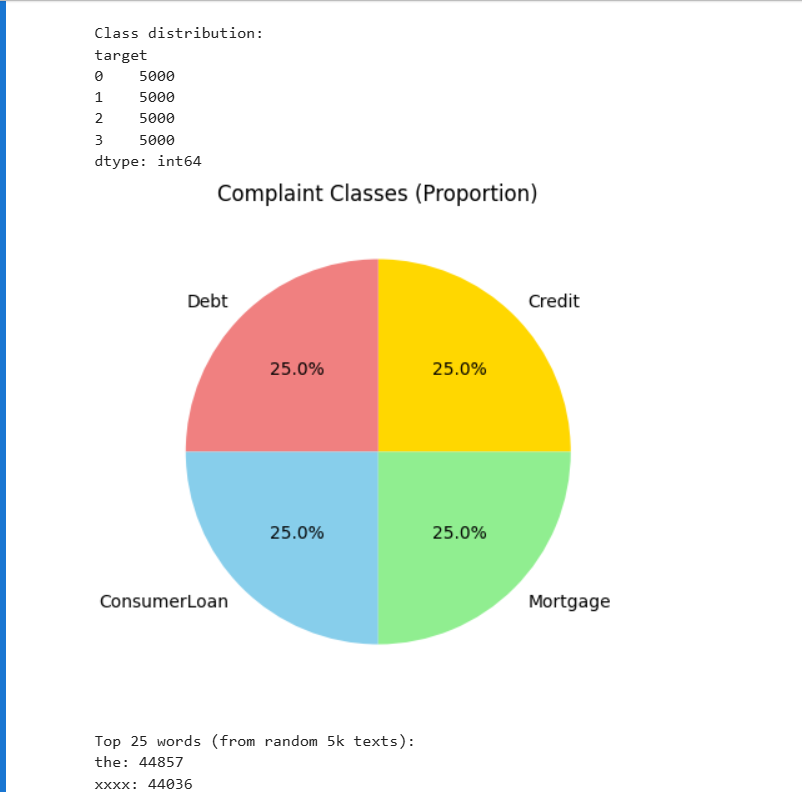 Class distribution:
target
0    5000
1    5000
2    5000
3    5000
dtype: int64
Complaint Classes (Proportion)
Debt
Credit
25.0%
25.0%
25.0%
25.0%
ConsumerLoan
Mortgage
Top 25 words (from random 5k texts):
the: 44857
xxxx: 44036